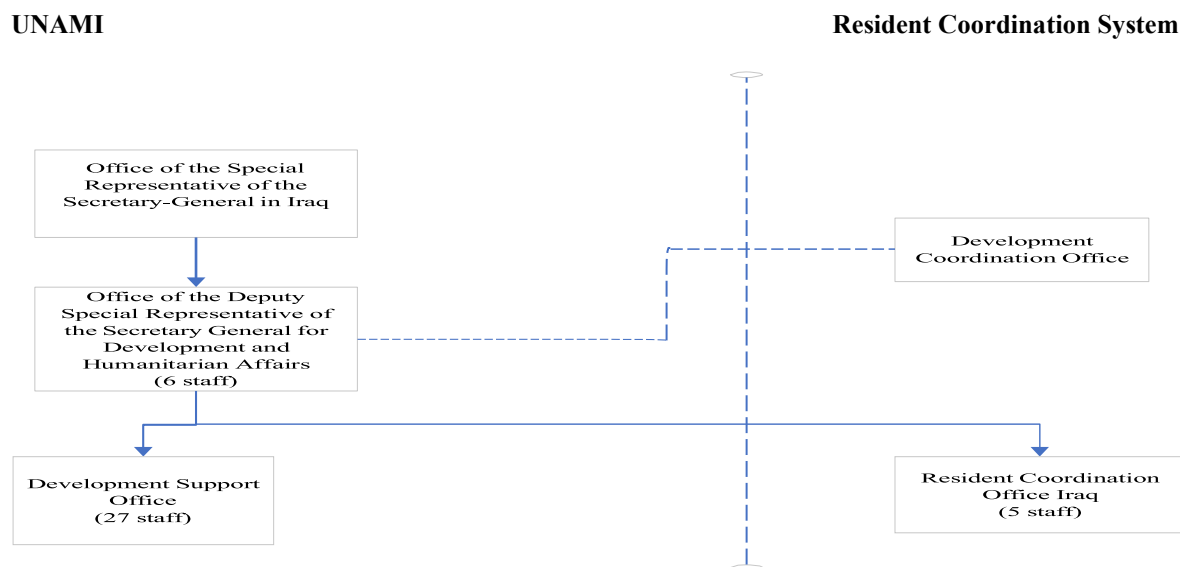 UNAMI
Resident Coordination System
Office of the Special
Representative of the
Secretary-General in Iraq
Development
Coordination Office
Office of the Deputy
Special Representative of
the Secretary General for
Development and
Humanitarian Affairs
(6 staff)
Development Support
Office
(27 staff)
Resident Coordination
Office Iraq
(5 staff)